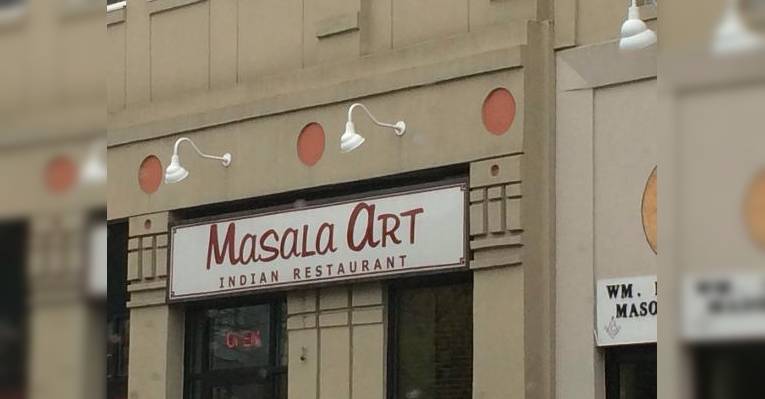 MASALA ART
INDIAN RESTAURANT
OPEN
WM.
MASO